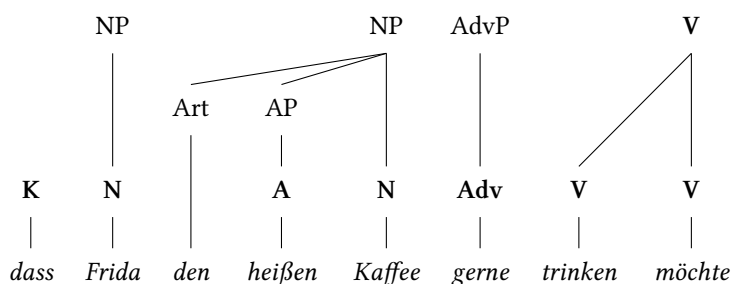 NP NP AdvP V
Art AP
K N A N Adv V V
dass Frida den heißen Kaffee gerne trinken möchte